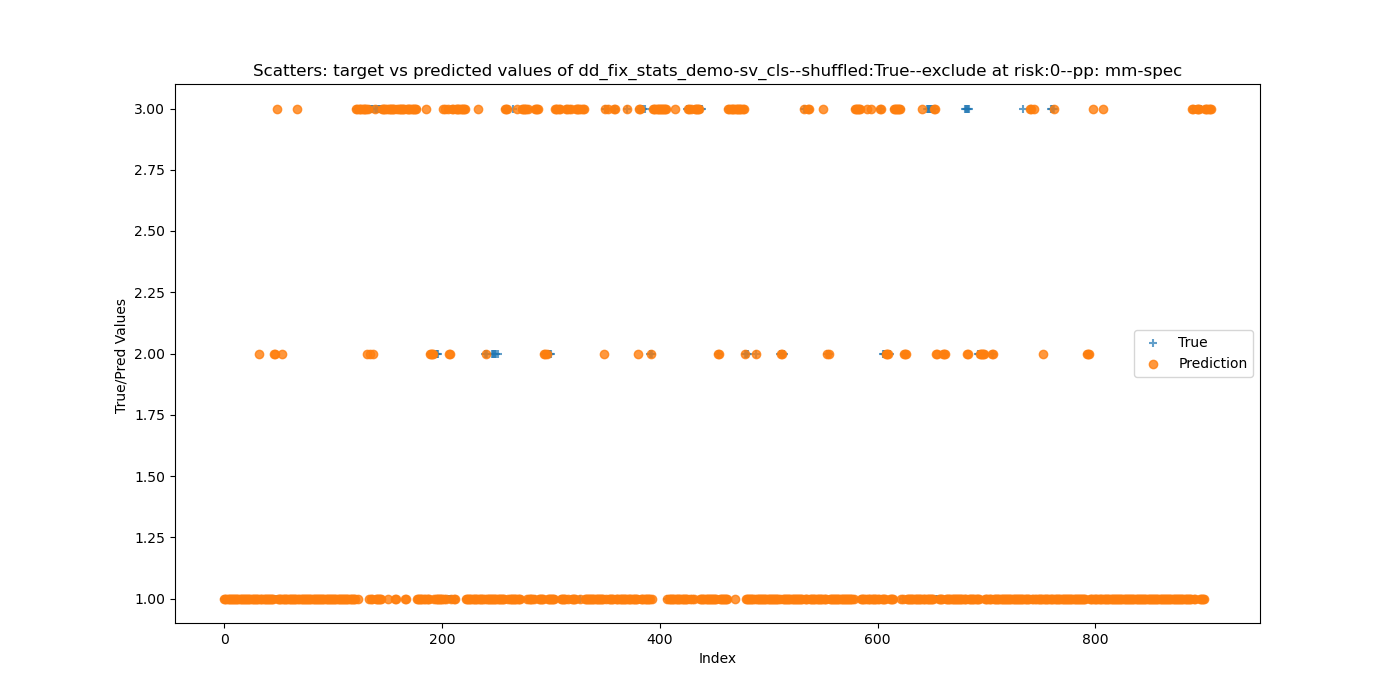 Scatters: target vs predicted values of dd_fix_stats_demo-sv_cls--shuffled:True--exclude at risk:0--pp: mm-spec
3.00
2.75
2.50
2.25
2.00
1.75
1.50
1.25
1.00
True/Pred Values
True
Prediction
0
200
400
600
800
Index